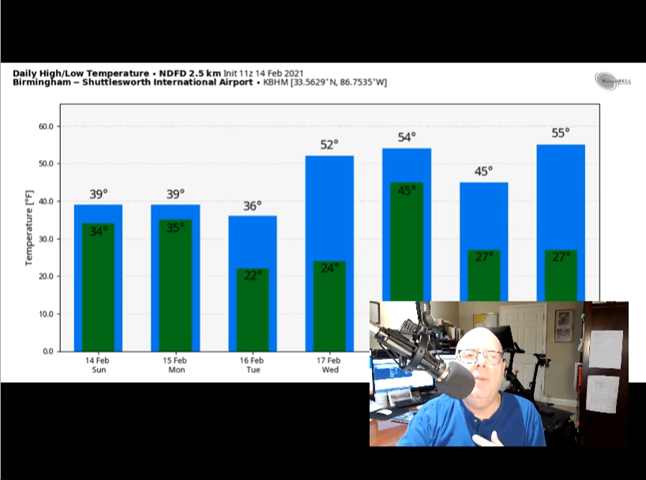 Daily High/Low Temperature • NDFD 2.5 km Init 11z 14 Feb 2021
Birmingham – Shuttlesworth International Airport • KBHM [33.5629°N, 86.7535°W]
Temperature [°F]
60.0
50.0
40.0
30.0
20.0
10.0
0.0
39° 39° 36° 52° 54° 45° 55°
34° 35° 22° 24° 45° 27° 27°
14 Feb 15 Feb 16 Feb 17 Feb
Sun Mon Tue Wed